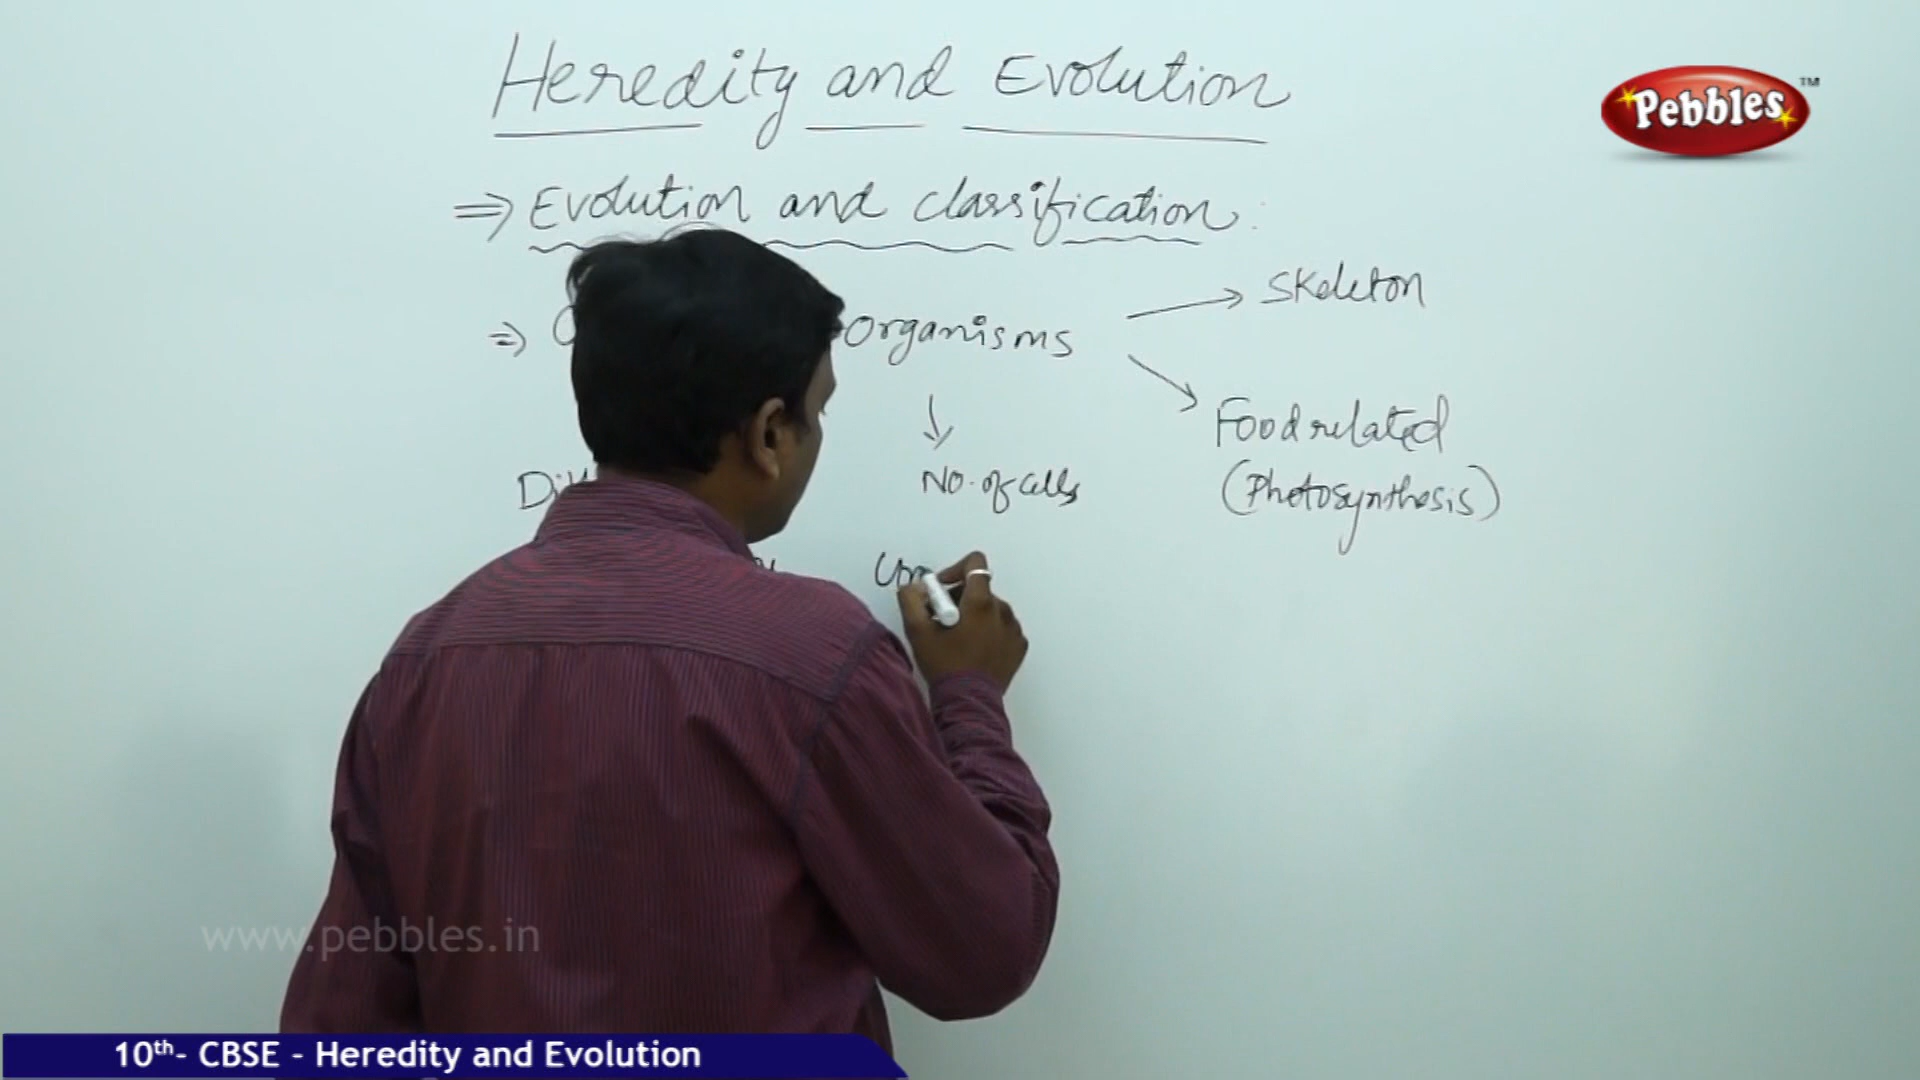 Heredity and Evolution
Pebbles TM
⇒ Evolution and classification :
⇒ Organisms → Skeleton
→ Food related
(Photosynthesis)
↓
No. of cells
www.pebbles.in
10th- CBSE - Heredity and Evolution